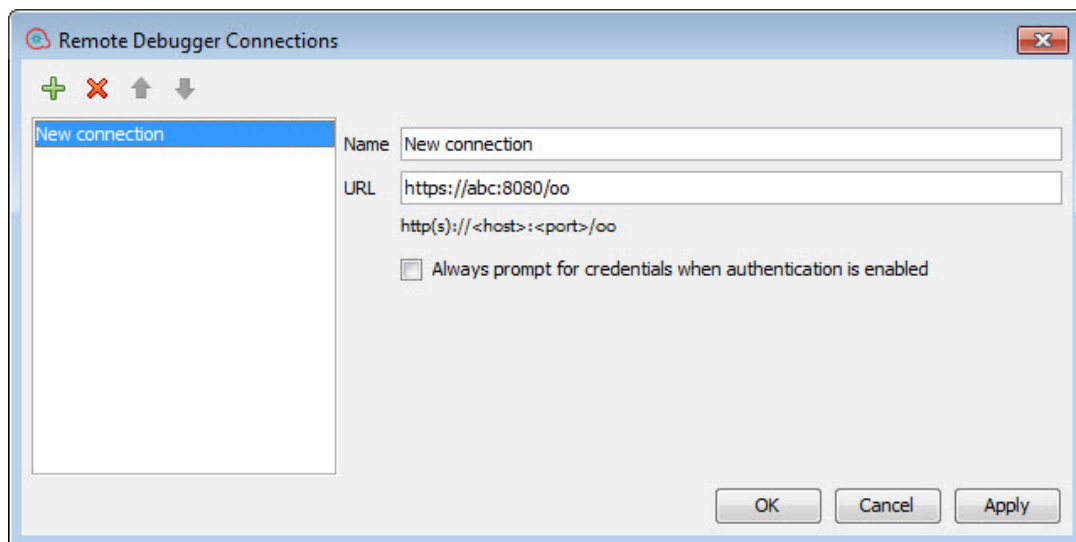 Remote Debugger Connections
New connection
Name New connection
URL https://abc:8080/oo
http(s)://<host>:<port>/oo
Always prompt for credentials when authentication is enabled
OK Cancel Apply